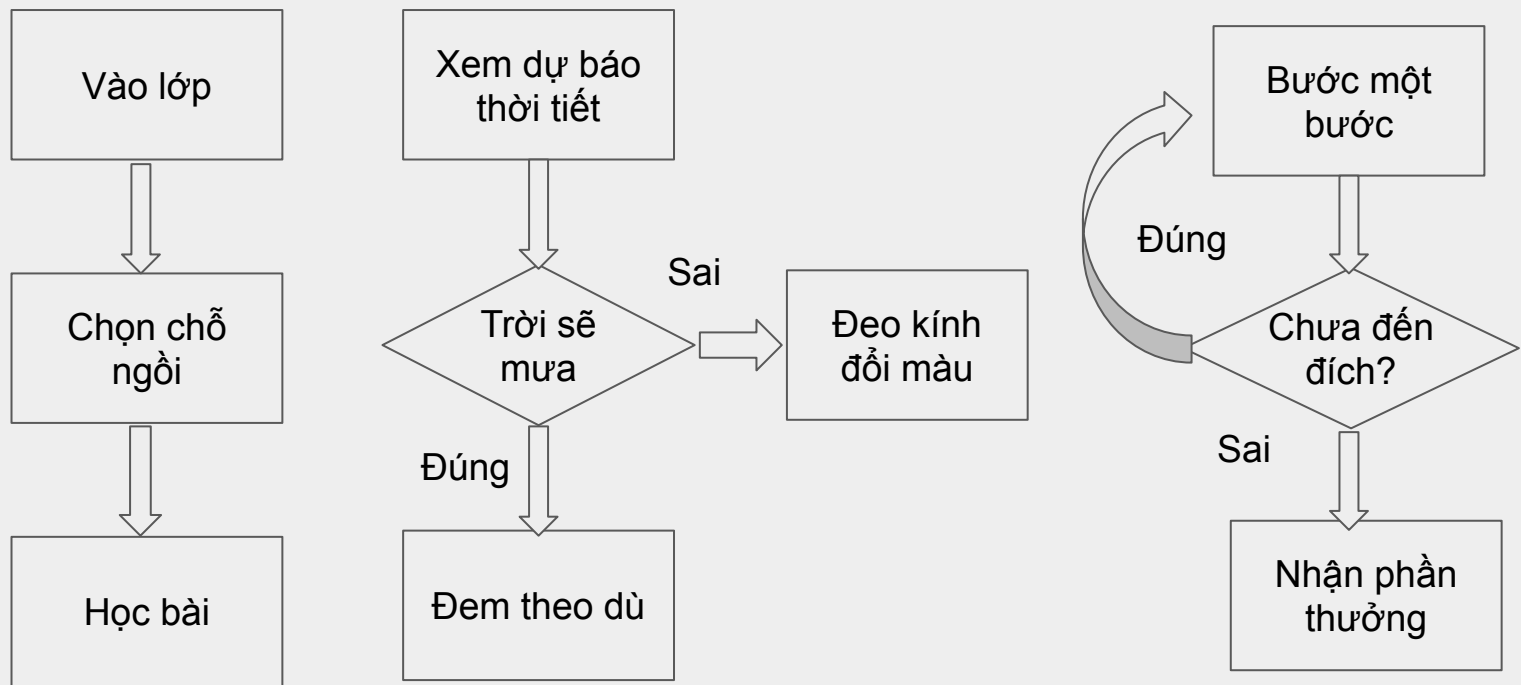 Vào lớp
Chọn chỗ
ngồi
Học bài
Xem dự báo
thời tiết
Trời sẽ
mưa
Sai
Đeo kính
đổi màu
Đúng
Đem theo dù
Bước một
bước
Đúng
Chưa đến
đích?
Sai
Nhận phần
thưởng